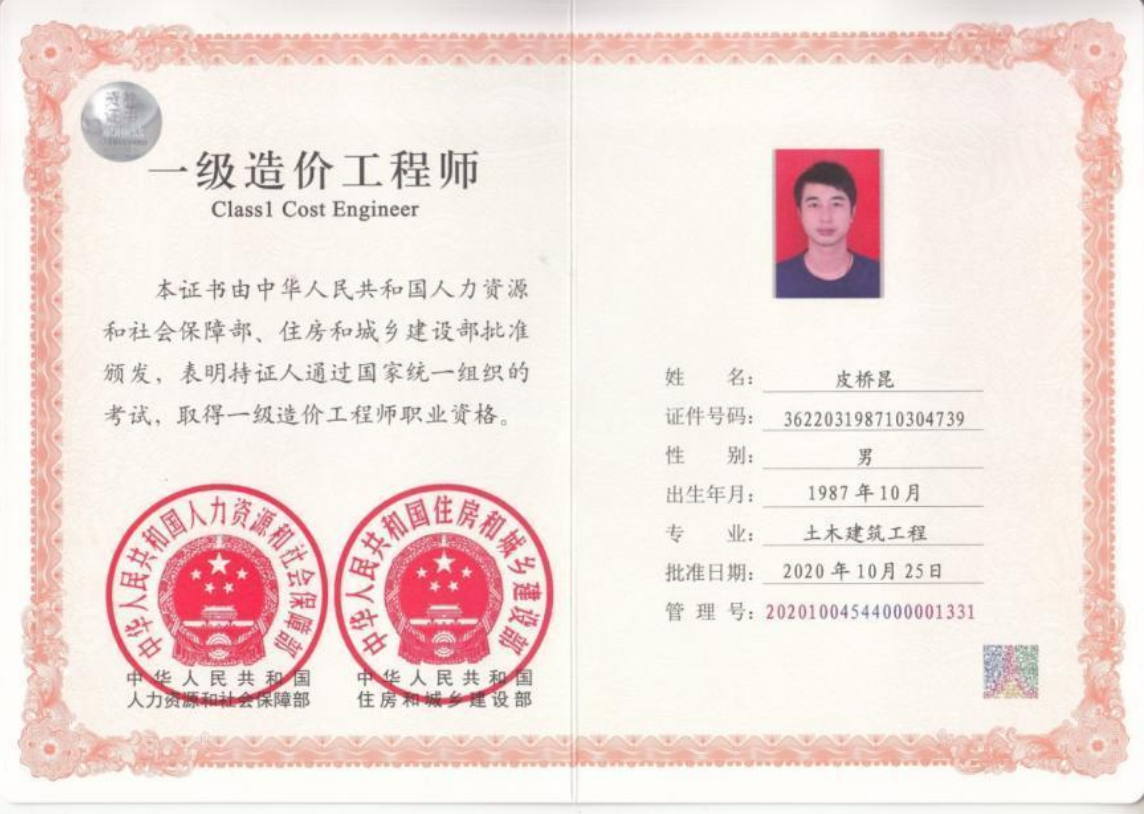 一级造价工程师
Class1 Cost Engineer
本证书由中华人民共和国人力资源
和社会保障部、住房和城乡建设部批准
颁发，表明持证人通过国家统一组织的
考试，取得一级造价工程师职业资格。
中华人民共和国人力资源和社会保障部
中华人民共和国住房和城乡建设部
中华人民共和国
人力资源和社会保障部
中华人民共和国
住房和城乡建设部
姓 名：皮桥昆
证件号码：362203198710304739
性 别：男
出生年月：1987年10月
专 业：土木建筑工程
批准日期：2020年10月25日
管 理 号：20201004544000001331